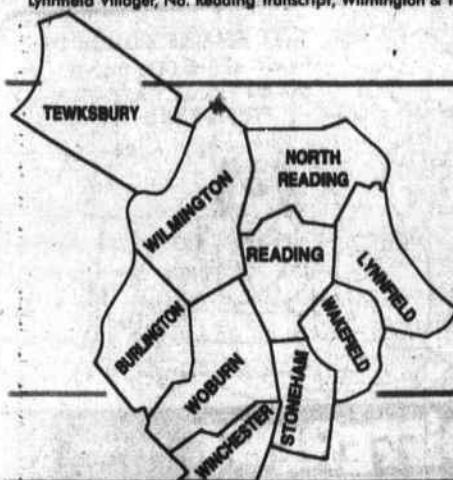 Lynnfield Villager, No. Reading Transcript, Wilmington &
TEWKSBURY
NORTH
READING
WILMINGTON
READING
LYNNFIELD
BURLINGTON
WAKEFIELD
WOBURN
STONEHAM
WINCHESTER